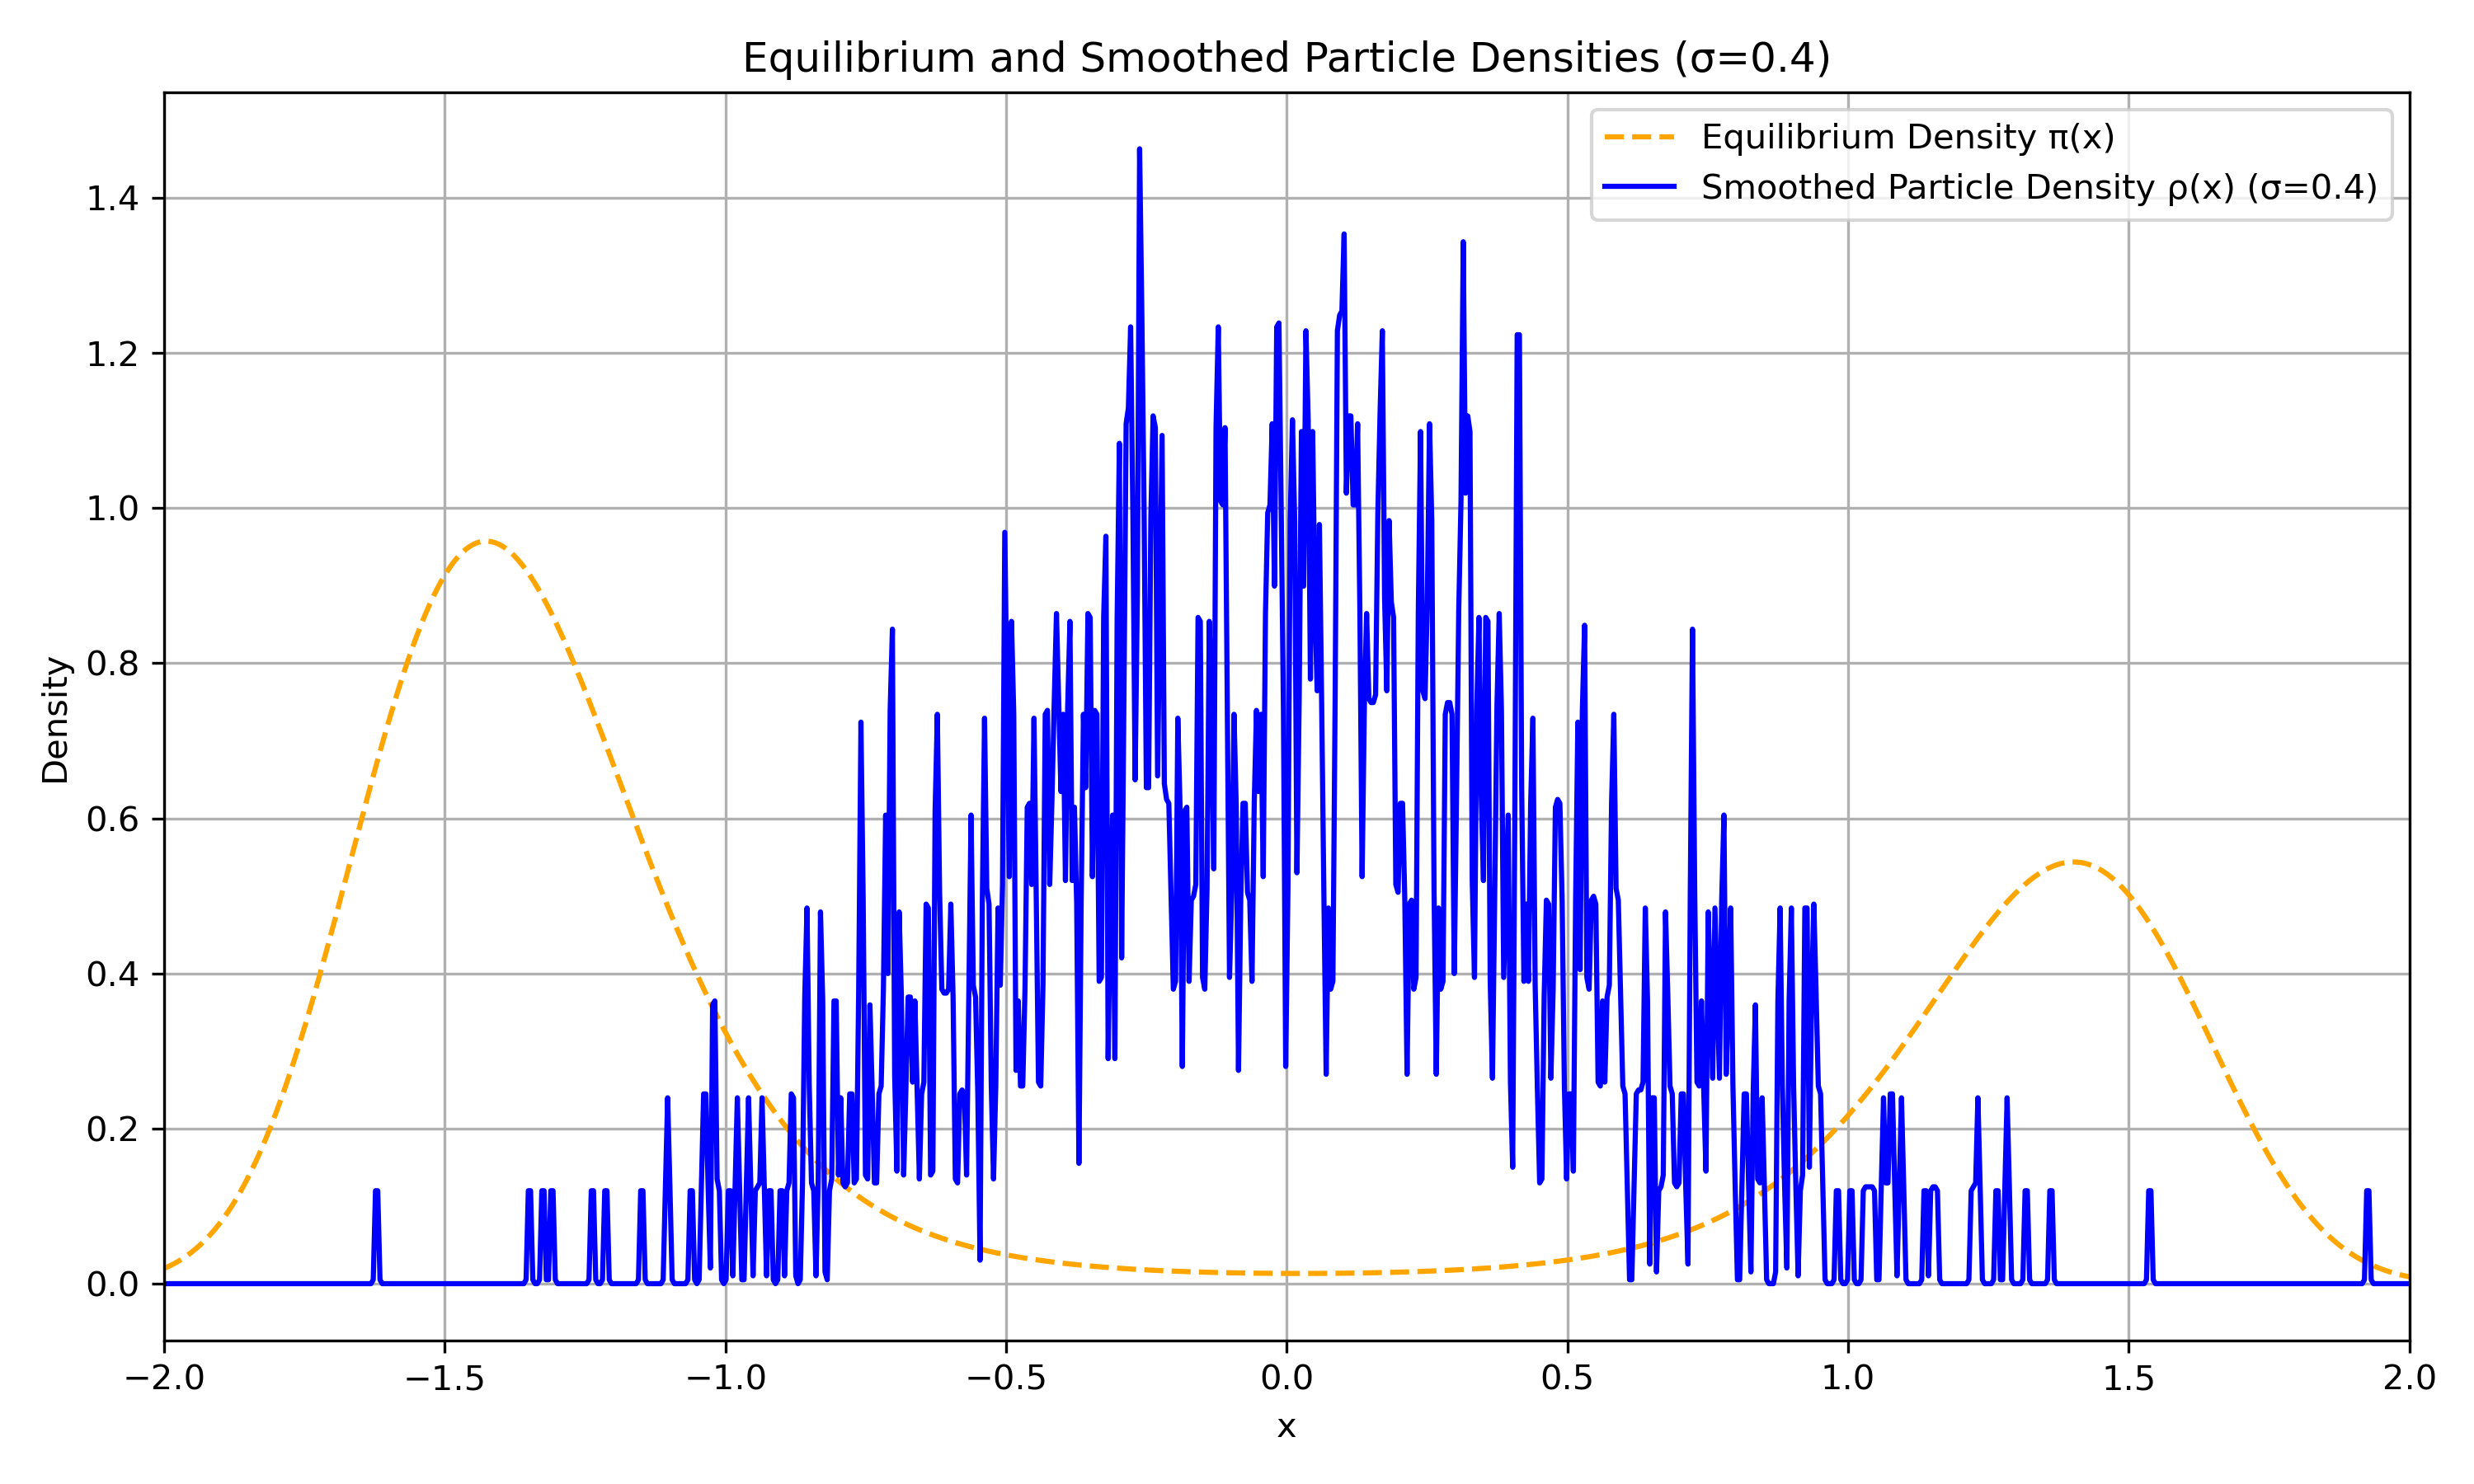 Equilibrium and Smoothed Particle Densities (σ=0.4)
Equilibrium Density π(x)
Smoothed Particle Density ρ(x) (σ=0.4)
Density
1.4
1.2
1.0
0.8
0.6
0.4
0.2
0.0
−2.0 −1.5 −1.0 −0.5 0.0 0.5 1.0 1.5 2.0
x